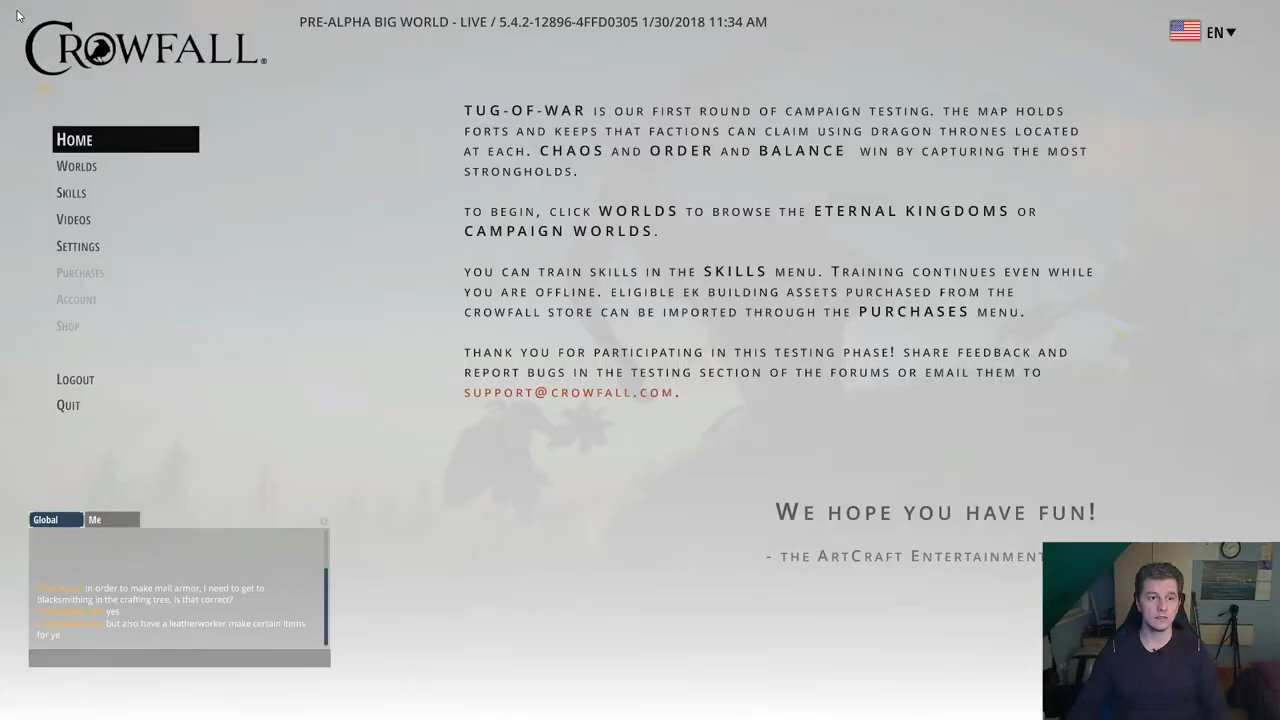 CROWFALL®
PRE-ALPHA BIG WORLD - LIVE / 5.4.2-12896-4FFD0305 1/30/2018 11:34 AM
EN
HOME
WORLDS
SKILLS
VIDEOS
SETTINGS
PURCHASES
ACCOUNT
SHOP
LOGOUT
QUIT
TUG-OF-WAR IS OUR FIRST ROUND OF CAMPAIGN TESTING. THE MAP HOLDS
FORTS AND KEEPS THAT FACTIONS CAN CLAIM USING DRAGON THRONES LOCATED
AT EACH. CHAOS AND ORDER AND BALANCE WIN BY CAPTURING THE MOST
STRONGHOLDS.
TO BEGIN, CLICK WORLDS TO BROWSE THE ETERNAL KINGDOMS OR
CAMPAIGN WORLDS.
YOU CAN TRAIN SKILLS IN THE SKILLS MENU. TRAINING CONTINUES EVEN WHILE
YOU ARE OFFLINE. ELIGIBLE EK BUILDING ASSETS PURCHASED FROM THE
CROWFALL STORE CAN BE IMPORTED THROUGH THE PURCHASES MENU.
THANK YOU FOR PARTICIPATING IN THIS TESTING PHASE! SHARE FEEDBACK AND
REPORT BUGS IN THE TESTING SECTION OF THE FORUMS OR EMAIL THEM TO
SUPPORT@CROWFALL.COM.
WE HOPE YOU HAVE FUN!
- THE ARTCRAFT ENTERTAINMENT
Global
Me
in order to make mail armor, I need to get to
blacksmithing in the crafting tree, is that correct?
yes
but also have a leatherworker make certain items
for ye